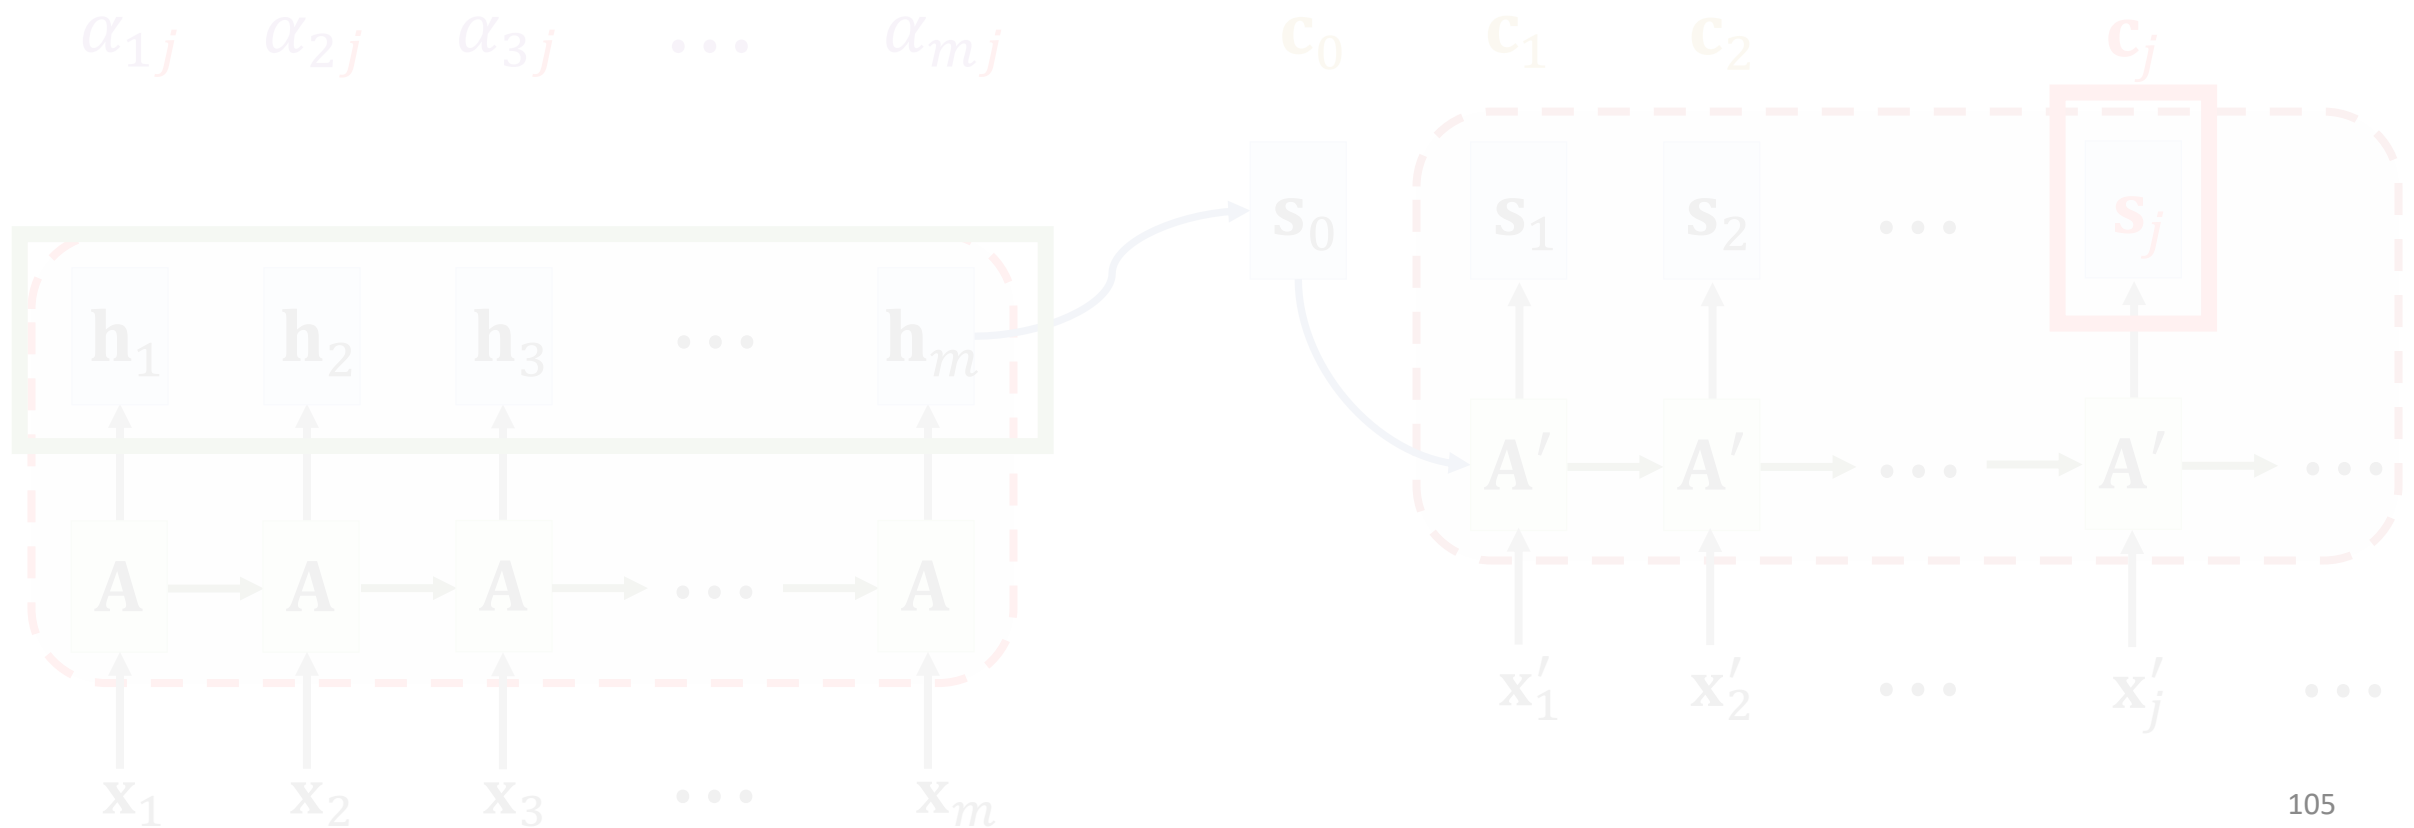 α₁ⱼ α₂ⱼ α₃ⱼ ⋯ αₘⱼ c₀ c₁ c₂ cⱼ
s₀ s₁ s₂ ⋯ sⱼ
h₁ h₂ h₃ ⋯ hₘ
A′ A′ ⋯ A′ ⋯
A A A ⋯ A
x′₁ x′₂ ⋯ x′ⱼ ⋯
x₁ x₂ x₃ ⋯ xₘ
105